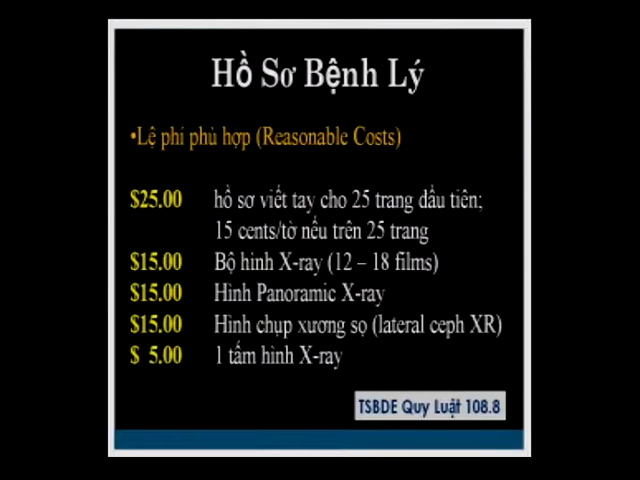 Hồ Sơ Bệnh Lý
•Lệ phí phù hợp (Reasonable Costs)
$25.00 hồ sơ viết tay cho 25 trang đầu tiên;
15 cents/tờ nếu trên 25 trang
$15.00 Bộ hình X-ray (12 – 18 films)
$15.00 Hình Panoramic X-ray
$15.00 Hình chụp xương sọ (lateral ceph XR)
$ 5.00 1 tấm hình X-ray
TSBDE Quy Luật 108.8